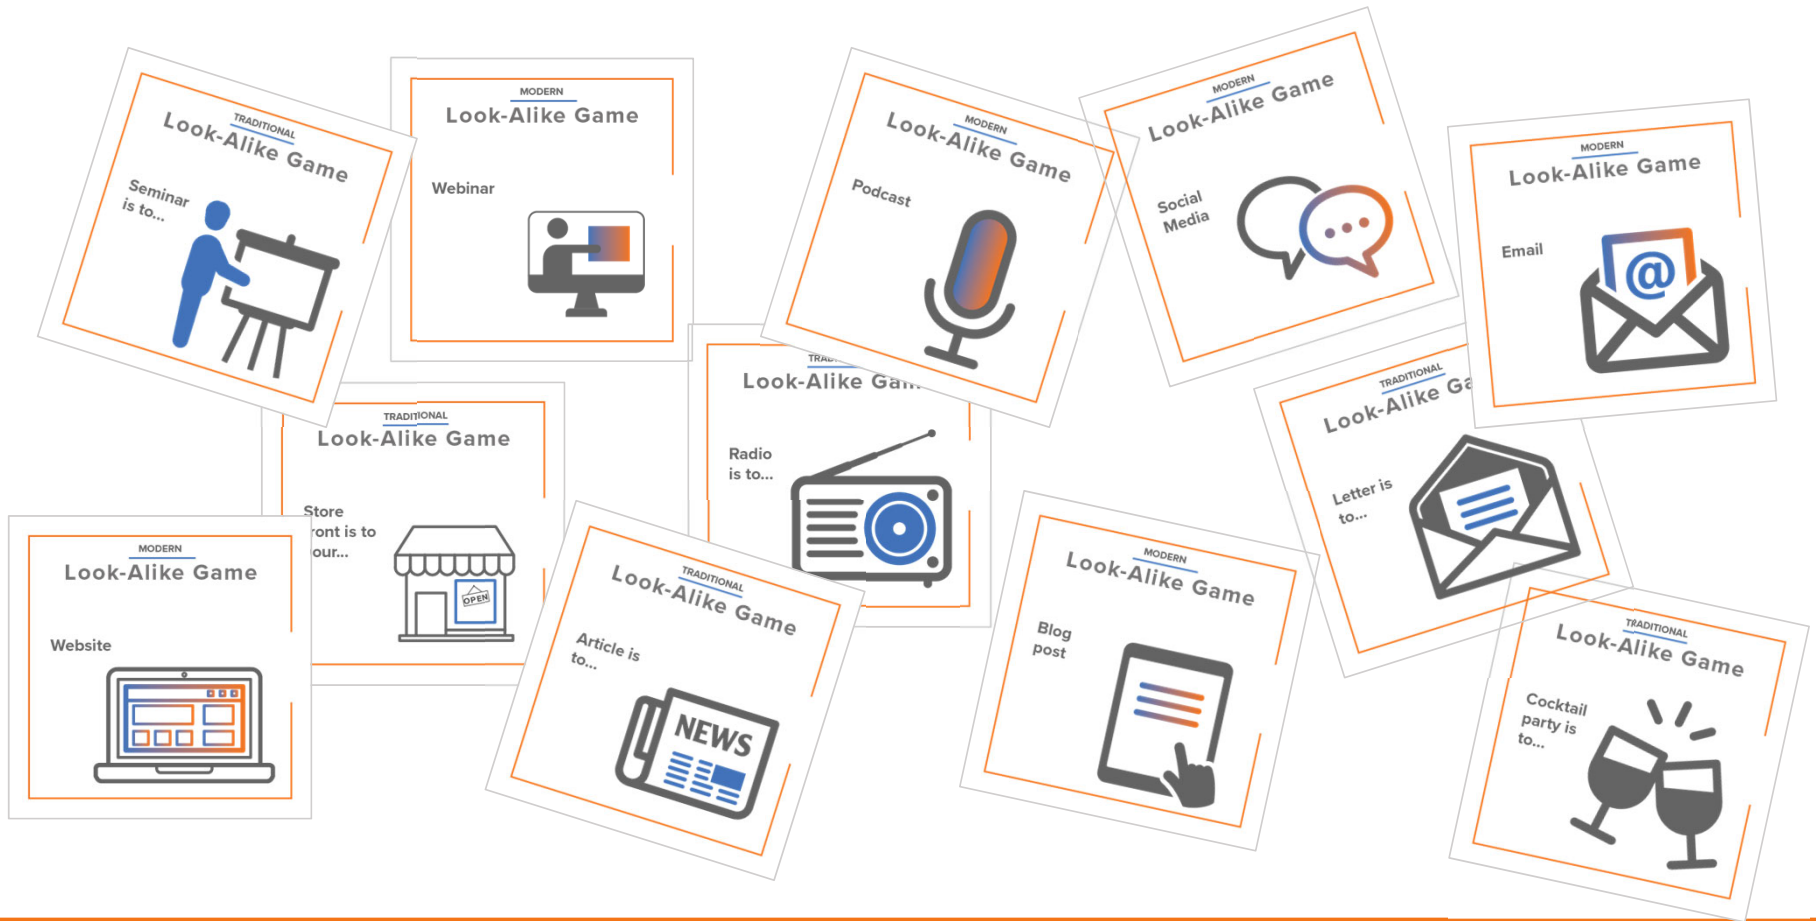 TRADITIONAL
Look-Alike Game
Seminar
is to...
MODERN
Look-Alike Game
Webinar
MODERN
Look-Alike Game
Podcast
MODERN
Look-Alike Game
Social
Media
MODERN
Look-Alike Game
Email
@
TRADITIONAL
Look-Alike Game
Store
ront is to
our...
OPEN
Look-Alike
Radio
is to...
TRADITIONAL
Look-Alike
Letter is
to...
MODERN
Look-Alike Game
Website
TRADITIONAL
Look-Alike Game
Article is
to...
NEWS
MODERN
Look-Alike Game
Blog
post
TRADITIONAL
Look-Alike Game
Cocktail
party is
to...